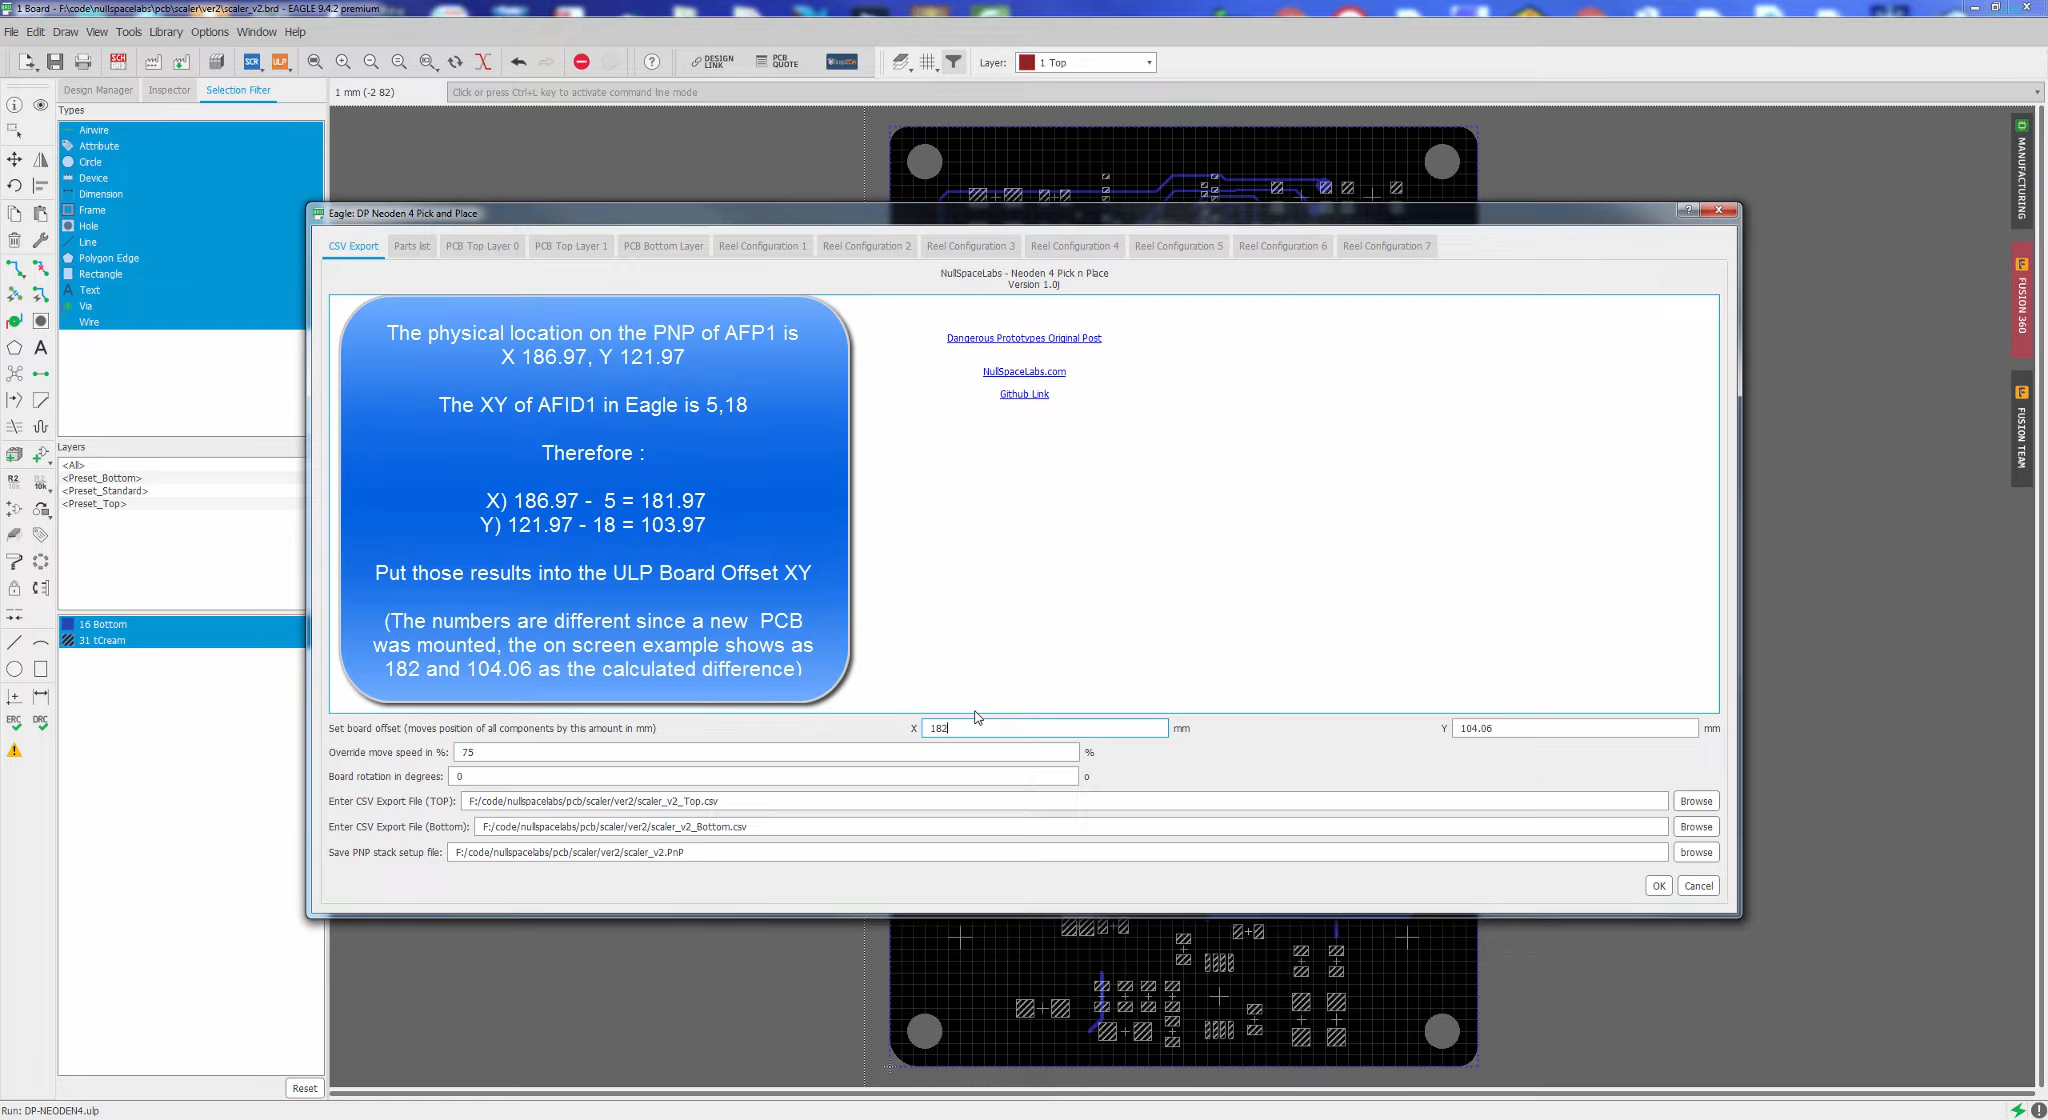 1 Board - F:\code\nullspacelabs\pcb\scaler\ver2\scaler_v2.brd - EAGLE 9.4.2 premium
File Edit Draw View Tools Library Options Window Help
SCH SCR ULP DESIGN LINK PCB QUOTE Layer: 1 Top
Design Manager Inspector Selection Filter
1 mm (-2 82) Click or press Ctrl+L key to activate command line mode
Types
Airwire
Attribute
Circle
Device
Dimension
Frame
Hole
Line
Polygon Edge
Rectangle
Text
Via
Wire
Layers
<All>
<Preset_Bottom>
<Preset_Standard>
<Preset_Top>
16 Bottom
31 tCream
Reset
R2 R2
10k 10k
ERC DRC
MANUFACTURING
FUSION 360
FUSION TEAM
Eagle: DP Neoden 4 Pick and Place
CSV Export Parts list PCB Top Layer 0 PCB Top Layer 1 PCB Bottom Layer Reel Configuration 1 Reel Configuration 2 Reel Configuration 3 Reel Configuration 4 Reel Configuration 5 Reel Configuration 6 Reel Configuration 7
NullSpaceLabs - Neoden 4 Pick n Place
Version 1.0j
Dangerous Prototypes Original Post
NullSpaceLabs.com
Github Link
The physical location on the PNP of AFP1 is
X 186.97, Y 121.97
The XY of AFID1 in Eagle is 5,18
Therefore :
X) 186.97 - 5 = 181.97
Y) 121.97 - 18 = 103.97
Put those results into the ULP Board Offset XY
(The numbers are different since a new PCB
was mounted, the on screen example shows as
182 and 104.06 as the calculated difference)
Set board offset (moves position of all components by this amount in mm) X 182 mm Y 104.06 mm
Override move speed in %: 75 %
Board rotation in degrees: 0 o
Enter CSV Export File (TOP): F:/code/nullspacelabs/pcb/scaler/ver2/scaler_v2_Top.csv Browse
Enter CSV Export File (Bottom): F:/code/nullspacelabs/pcb/scaler/ver2/scaler_v2_Bottom.csv Browse
Save PNP stack setup file: F:/code/nullspacelabs/pcb/scaler/ver2/scaler_v2.PnP browse
OK Cancel
Run: DP-NEODEN4.ulp